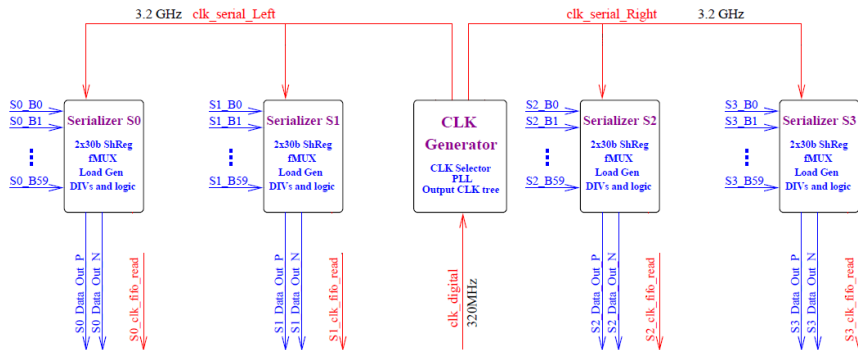 3.2 GHz clk_serial_Left clk_serial_Right 3.2 GHz
S0_B0
S0_B1
S0_B59
Serializer S0
2x30b ShReg
fMUX
Load Gen
DIVs and logic
S0_Data_Out_P
S0_Data_Out_N
S0_clk_fifo_read
S1_B0
S1_B1
S1_B59
Serializer S1
2x30b ShReg
fMUX
Load Gen
DIVs and logic
S1_Data_Out_P
S1_Data_Out_N
S1_clk_fifo_read
CLK
Generator
CLK Selector
PLL
Output CLK tree
clk_digital
320MHz
S2_B0
S2_B1
S2_B59
Serializer S2
2x30b ShReg
fMUX
Load Gen
DIVs and logic
S2_Data_Out_P
S2_Data_Out_N
S2_clk_fifo_read
S3_B0
S3_B1
S3_B59
Serializer S3
2x30b ShReg
fMUX
Load Gen
DIVs and logic
S3_Data_Out_P
S3_Data_Out_N
S3_clk_fifo_read